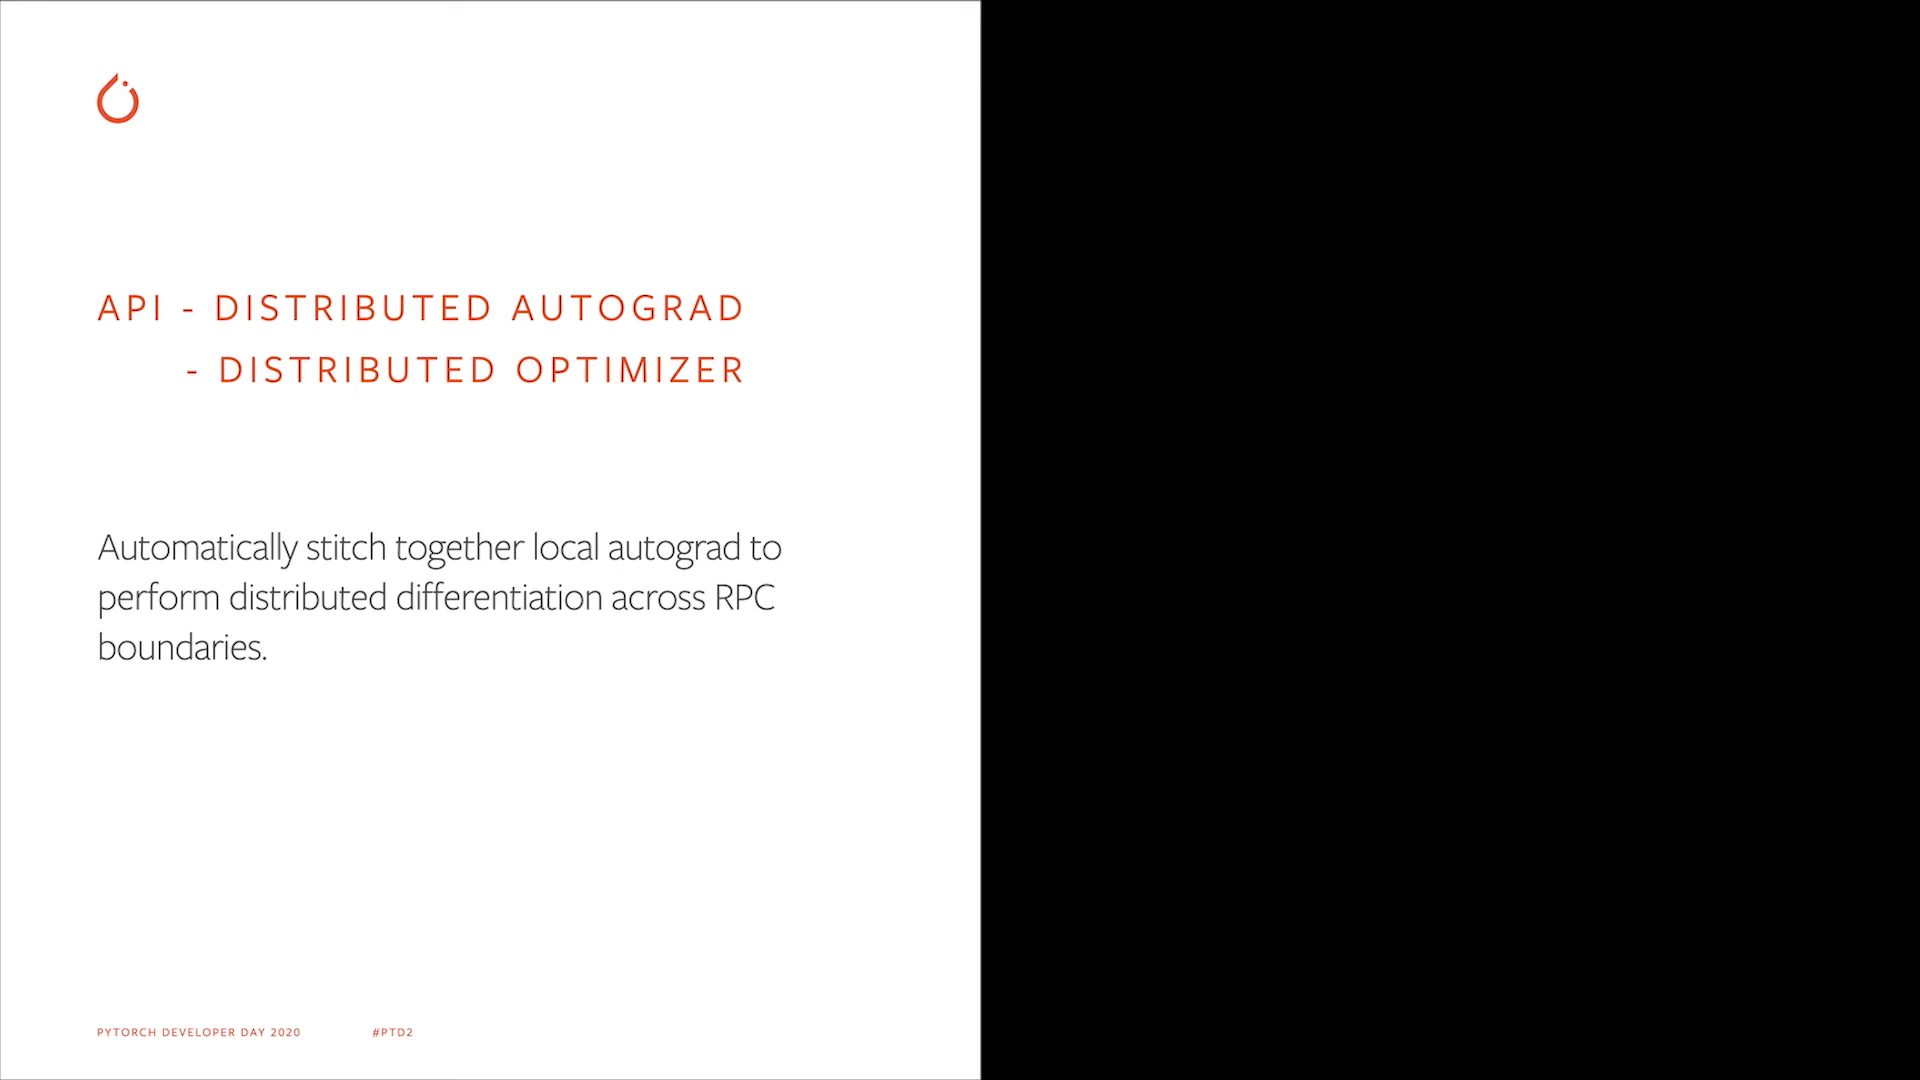 API - DISTRIBUTED AUTOGRAD
- DISTRIBUTED OPTIMIZER
Automatically stitch together local autograd to
perform distributed differentiation across RPC
boundaries.
PYTORCH DEVELOPER DAY 2020 #PTD2